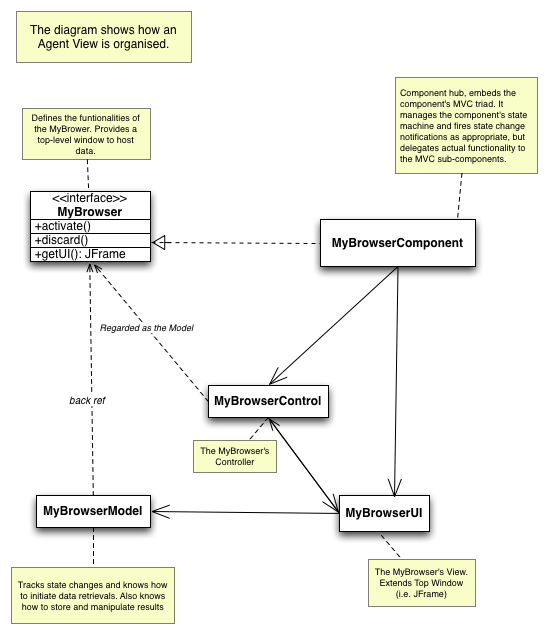 The diagram shows how an
Agent View is organised.
Component hub, embeds the
component's MVC triad. It
manages the component's state
machine and fires state change
notifications as appropriate, but
delegates actual functionality to
the MVC sub-components.
Defines the funtionalities of
the MyBrower. Provides a
top-level window to host
data.
<<interface>>
MyBrowser
+activate()
+discard()
+getUI(): JFrame
MyBrowserComponent
Regarded as the Model
back ref
MyBrowserControl
The MyBrowser's
Controller
MyBrowserModel
MyBrowserUI
Tracks state changes and knows how
to initiate data retrievals. Also knows
how to store and manipulate results
The MyBrowser's View.
Extends Top Window
(i.e. JFrame)